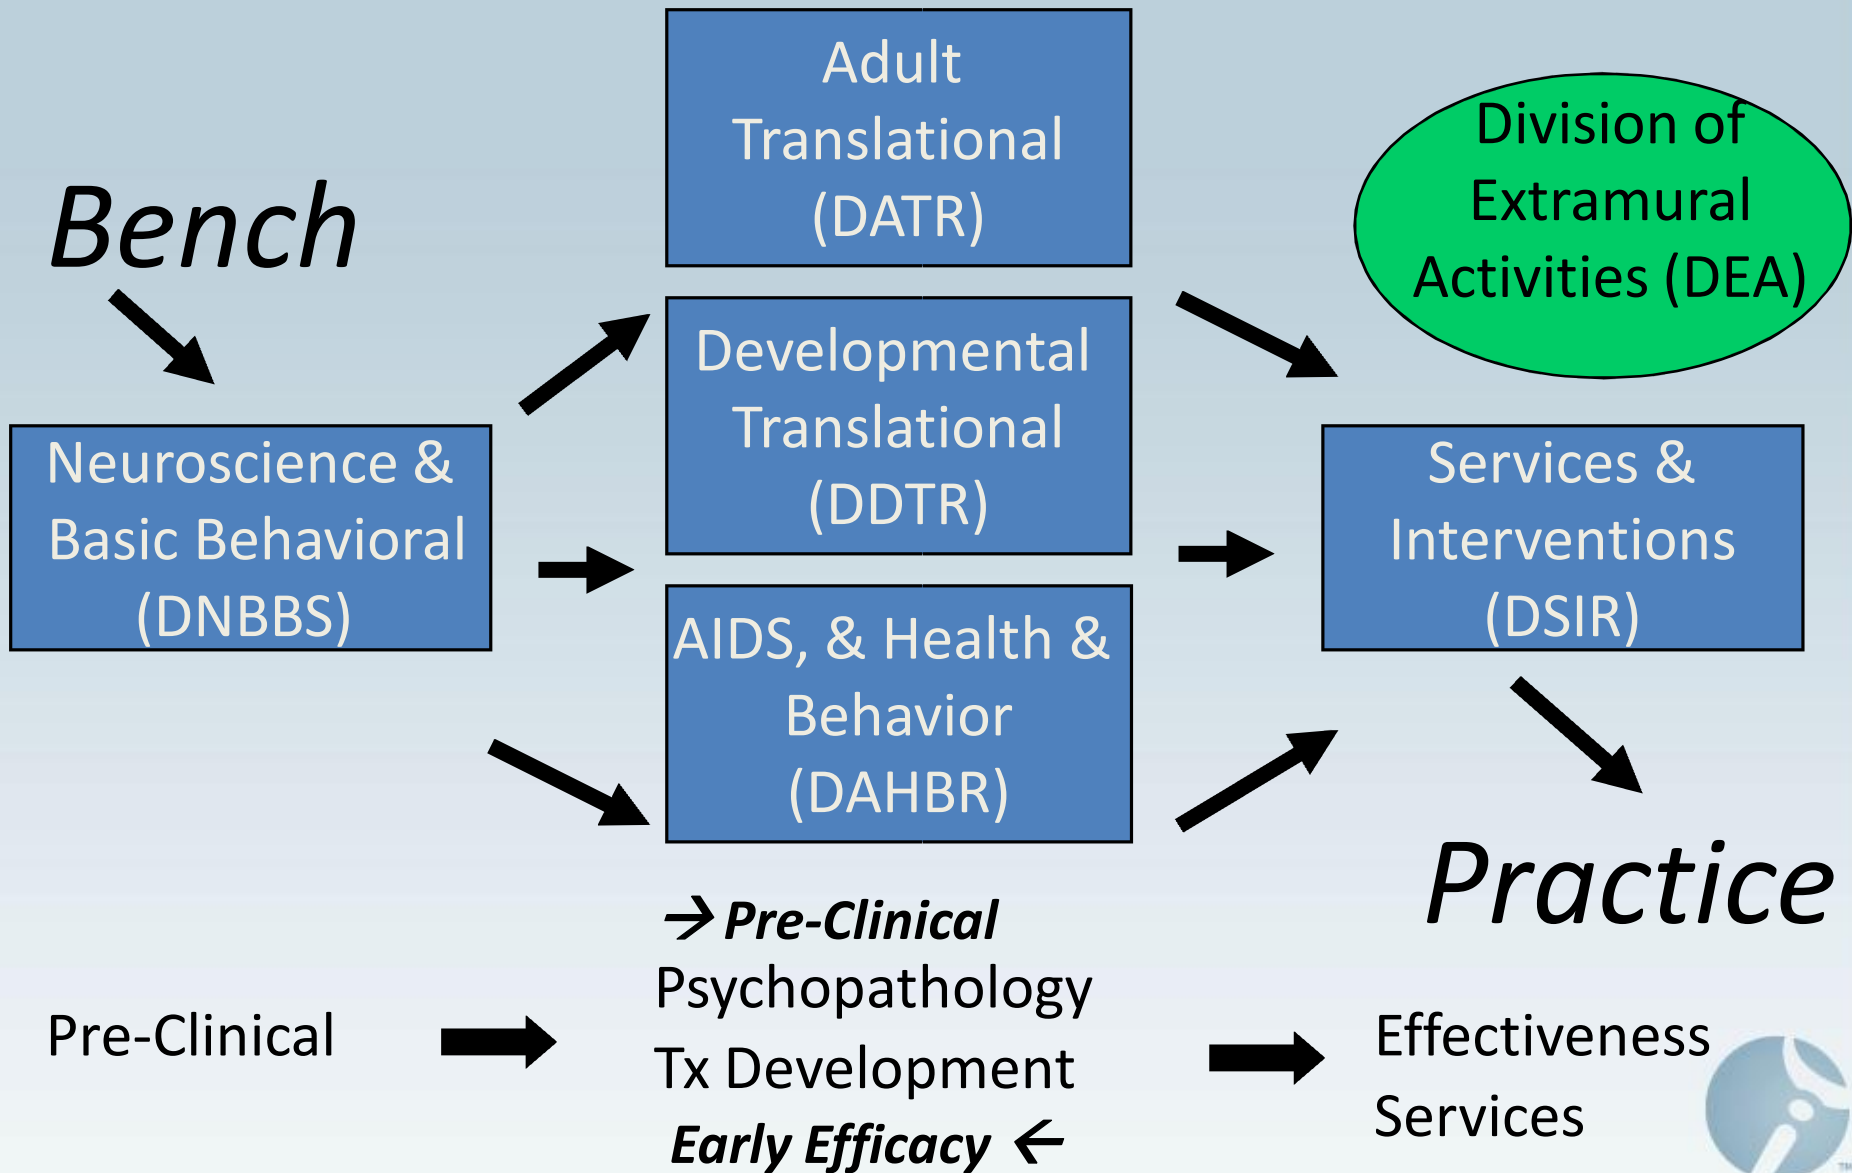 Bench
Neuroscience &
Basic Behavioral
(DNBBS)
Adult
Translational
(DATR)
Developmental
Translational
(DDTR)
AIDS, & Health &
Behavior
(DAHBR)
Division of
Extramural
Activities (DEA)
Services &
Interventions
(DSIR)
Practice
Pre-Clinical
→ Pre-Clinical
Psychopathology
Tx Development
Early Efficacy ←
Effectiveness
Services
TM